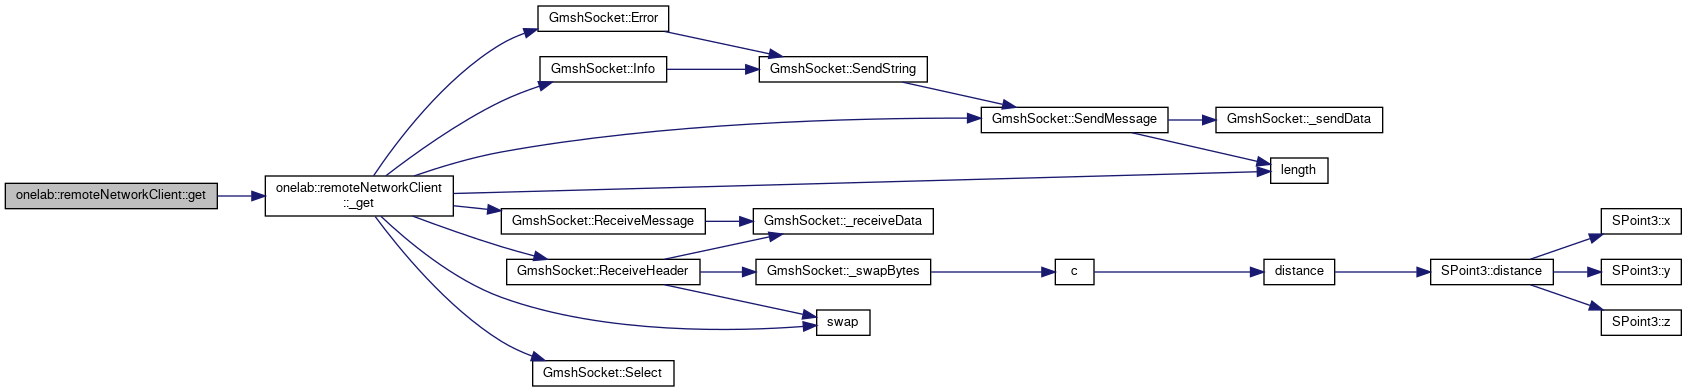 GmshSocket::Error
GmshSocket::Info
GmshSocket::SendString
GmshSocket::SendMessage
GmshSocket::_sendData
length
onelab::remoteNetworkClient::get
onelab::remoteNetworkClient
::_get
GmshSocket::ReceiveMessage
GmshSocket::_receiveData
SPoint3::x
GmshSocket::ReceiveHeader
GmshSocket::_swapBytes
c
distance
SPoint3::distance
SPoint3::y
swap
SPoint3::z
GmshSocket::Select